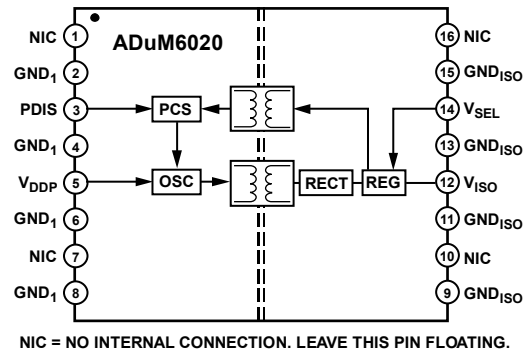 ADuM6020
NIC 1
GND1 2
PDIS 3
GND1 4
VDDP 5
GND1 6
NIC 7
GND1 8
PCS
OSC
RECT
REG
16 NIC
15 GNDISO
14 VSEL
13 GNDISO
12 VISO
11 GNDISO
10 NIC
9 GNDISO
NIC = NO INTERNAL CONNECTION. LEAVE THIS PIN FLOATING.